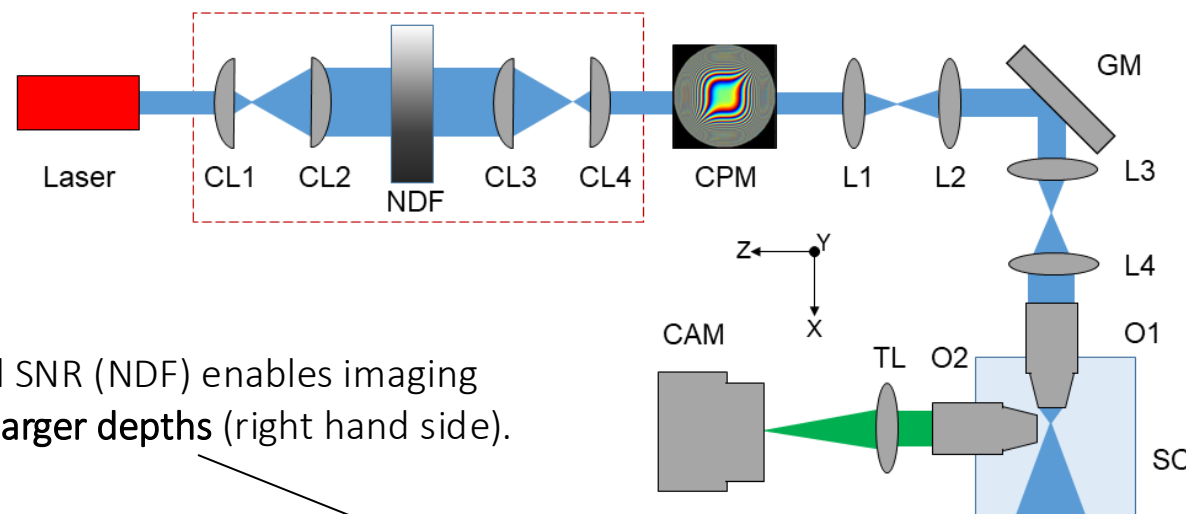 GM
Laser CL1 CL2 NDF CL3 CL4 CPM L1 L2 L3
Z Y L4
X
CAM TL O2 O1
SNR (NDF) enables imaging
arger depths (right hand side).
SC